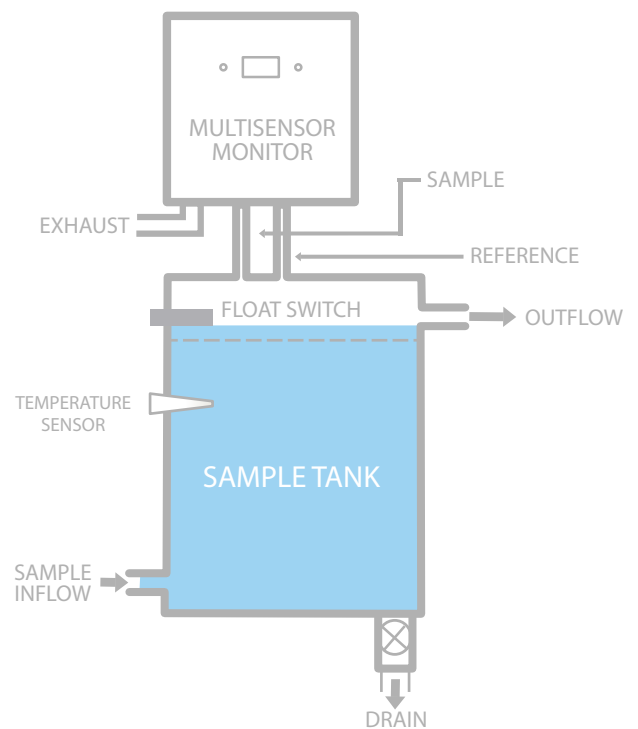 MULTISENSOR
MONITOR
SAMPLE
EXHAUST
REFERENCE
FLOAT SWITCH
OUTFLOW
TEMPERATURE
SENSOR
SAMPLE TANK
SAMPLE
INFLOW
DRAIN